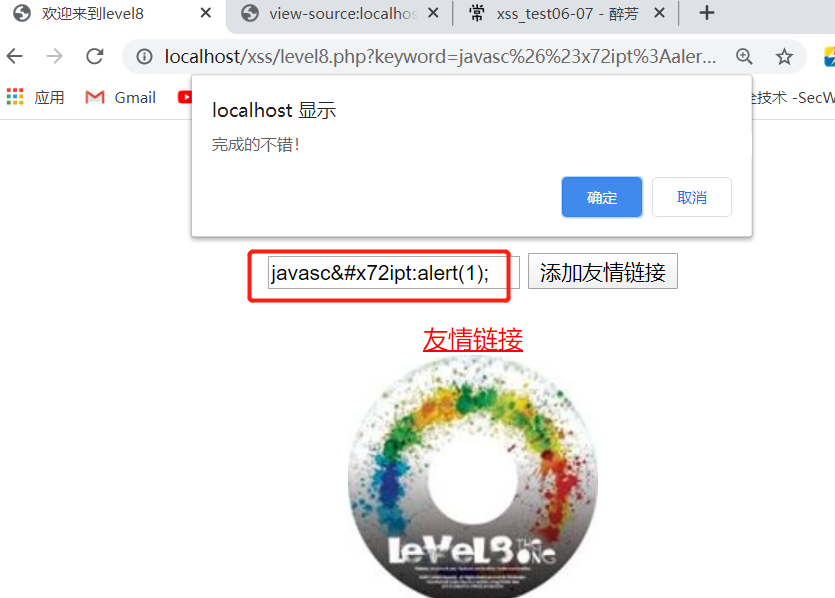 欢迎来到level8
view-source:localhos
常 xss_test06-07 - 醉芳
localhost/xss/level8.php?keyword=javasc%26%23x72ipt%3Aaler...
应用
Gmail
全技术 -SecW
localhost 显示
完成的不错!
确定
取消
javasc&#x72ipt:alert(1);
添加友情链接
友情链接
LeVeL8 THE ONG